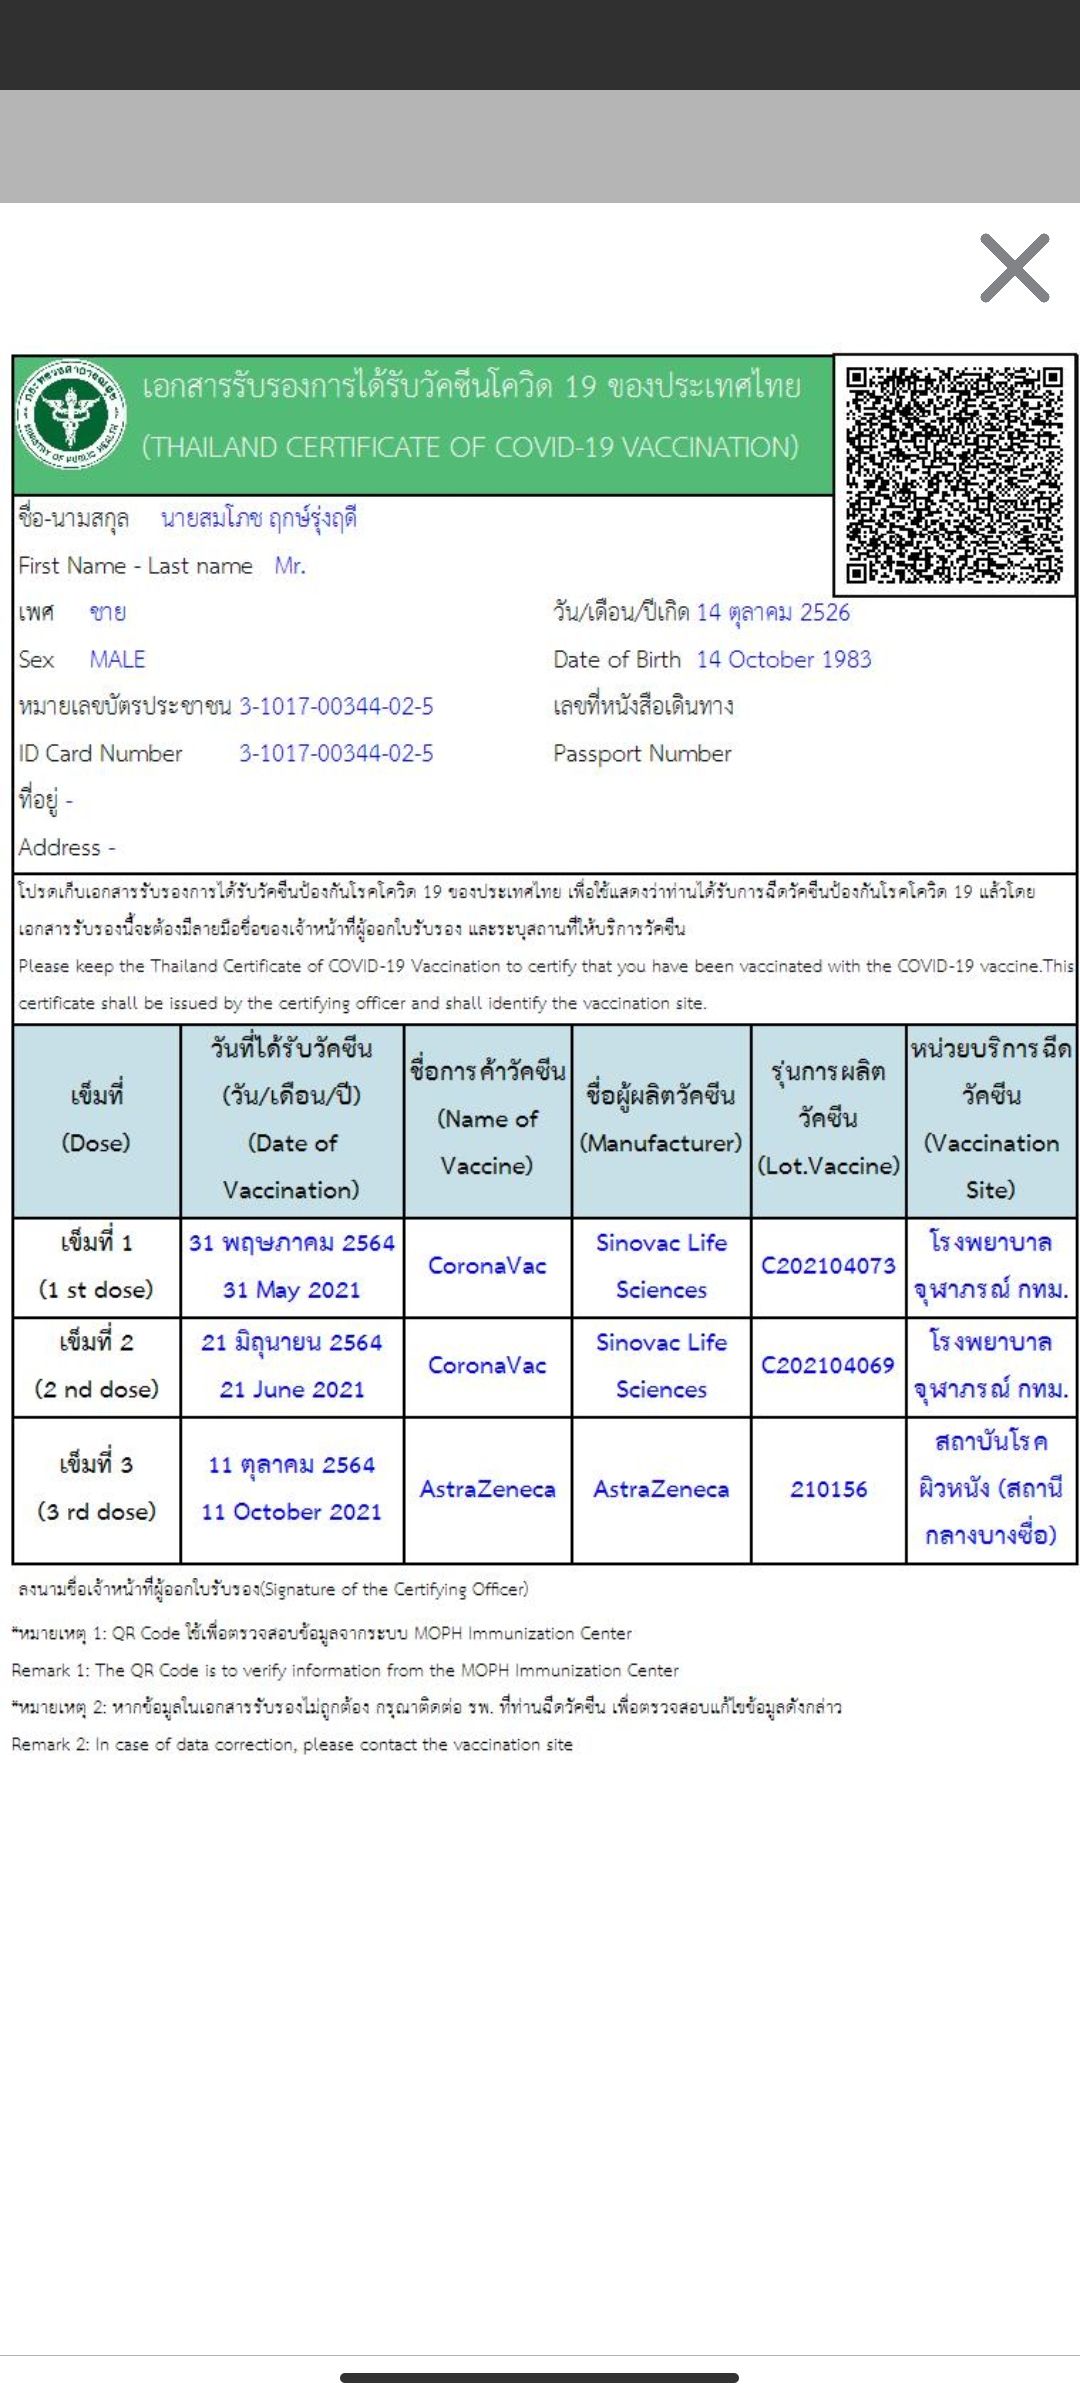 เอกสารรับรองการได้รับวัคซีนโควิด 19 ของประเทศไทย
(THAILAND CERTIFICATE OF COVID-19 VACCINATION)
กระทรวงสาธารณสุข
MINISTRY OF PUBLIC HEALTH
ชื่อ-นามสกุล นายสมโภช ฤกษ์รุ่งฤดี
First Name - Last name Mr.
เพศ ชาย วัน/เดือน/ปีเกิด 14 ตุลาคม 2526
Sex MALE Date of Birth 14 October 1983
หมายเลขบัตรประชาชน 3-1017-00344-02-5 เลขที่หนังสือเดินทาง
ID Card Number 3-1017-00344-02-5 Passport Number
ที่อยู่ -
Address -
โปรดเก็บเอกสารรับรองการได้รับวัคซีนป้องกันโรคโควิด 19 ของประเทศไทย เพื่อใช้แสดงว่าท่านได้รับการฉีดวัคซีนป้องกันโรคโควิด 19 แล้วโดย
เอกสารรับรองนี้จะต้องมีลายมือชื่อของเจ้าหน้าที่ผู้ออกใบรับรอง และระบุสถานที่ให้บริการวัคซีน
Please keep the Thailand Certificate of COVID-19 Vaccination to certify that you have been vaccinated with the COVID-19 vaccine.This
certificate shall be issued by the certifying officer and shall identify the vaccination site.
เข็มที่
(Dose)
วันที่ได้รับวัคซีน
(วัน/เดือน/ปี)
(Date of
Vaccination)
ชื่อการค้าวัคซีน
(Name of
Vaccine)
ชื่อผู้ผลิตวัคซีน
(Manufacturer)
รุ่นการผลิต
วัคซีน
(Lot.Vaccine)
หน่วยบริการฉีด
วัคซีน
(Vaccination
Site)
เข็มที่ 1
(1 st dose)
31 พฤษภาคม 2564
31 May 2021
CoronaVac
Sinovac Life
Sciences
C202104073
โรงพยาบาล
จุฬาภรณ์ กทม.
เข็มที่ 2
(2 nd dose)
21 มิถุนายน 2564
21 June 2021
CoronaVac
Sinovac Life
Sciences
C202104069
โรงพยาบาล
จุฬาภรณ์ กทม.
เข็มที่ 3
(3 rd dose)
11 ตุลาคม 2564
11 October 2021
AstraZeneca
AstraZeneca
210156
สถาบันโรค
ผิวหนัง (สถานี
กลางบางซื่อ)
ลงนามชื่อเจ้าหน้าที่ผู้ออกใบรับรอง(Signature of the Certifying Officer)
*หมายเหตุ 1: QR Code ใช้เพื่อตรวจสอบข้อมูลจากระบบ MOPH Immunization Center
Remark 1: The QR Code is to verify information from the MOPH Immunization Center
*หมายเหตุ 2: หากข้อมูลในเอกสารรับรองไม่ถูกต้อง กรุณาติดต่อ รพ. ที่ท่านฉีดวัคซีน เพื่อตรวจสอบแก้ไขข้อมูลดังกล่าว
Remark 2: In case of data correction, please contact the vaccination site